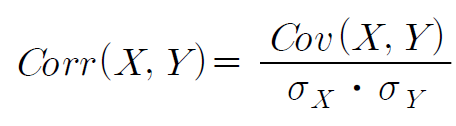 Corr(X, Y) = Cov(X, Y) / σ_X · σ_Y